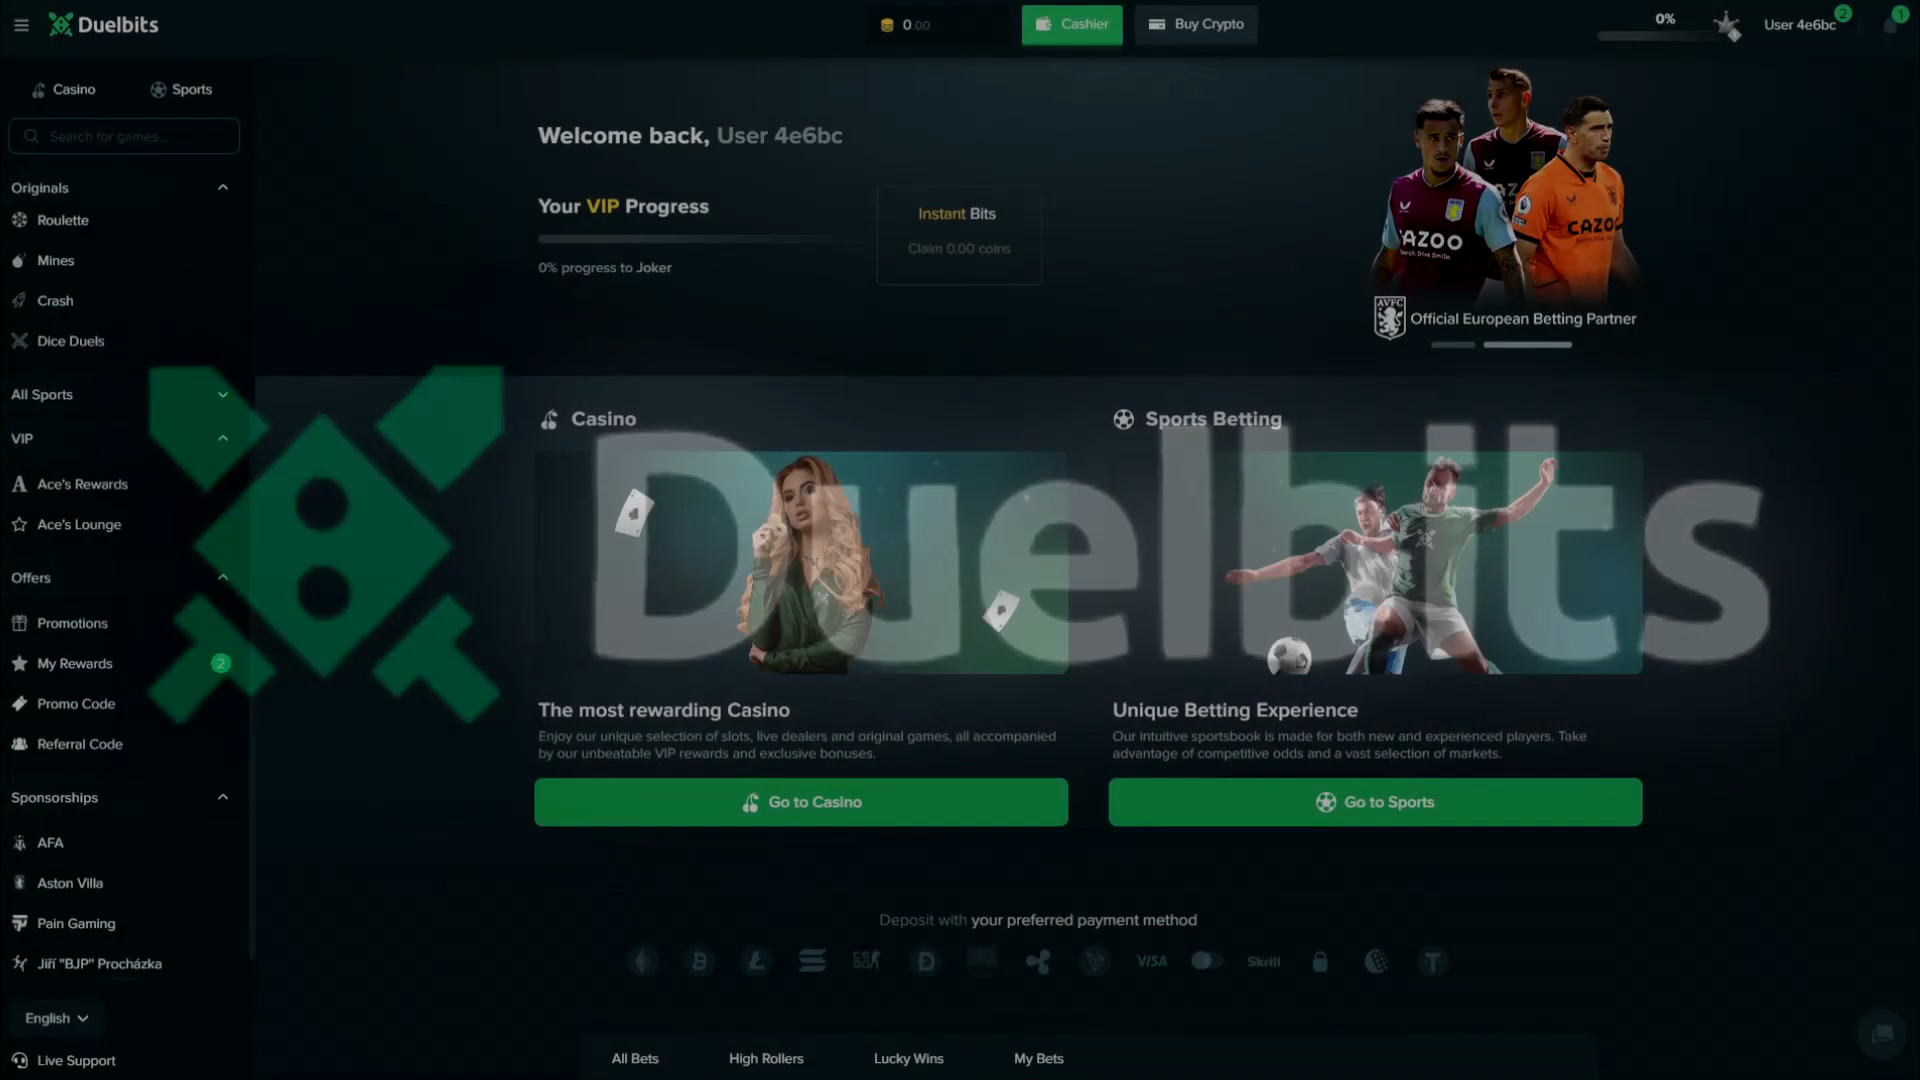 Duelbits
0.00
Cashier
Buy Crypto
0%
User 4e6bc
2
1
Casino
Sports
Search for games...
Originals
Roulette
Mines
Crash
Dice Duels
All Sports
VIP
Ace's Rewards
Ace's Lounge
Offers
Promotions
My Rewards
2
Promo Code
Referral Code
Sponsorships
AFA
Aston Villa
Pain Gaming
Jiří "BJP" Procházka
English
Live Support
Welcome back, User 4e6bc
Your VIP Progress
0% progress to Joker
Instant Bits
Claim 0.00 coins
CAZOO
CAZOO
AVFC
Official European Betting Partner
Casino
Sports Betting
Duelbits
The most rewarding Casino
Enjoy our unique selection of slots, live dealers and original games, all accompanied
by our unbeatable VIP rewards and exclusive bonuses.
Go to Casino
Unique Betting Experience
Our intuitive sportsbook is made for both new and experienced players. Take
advantage of competitive odds and a vast selection of markets.
Go to Sports
Deposit with your preferred payment method
VISA
Skrill
All Bets
High Rollers
Lucky Wins
My Bets